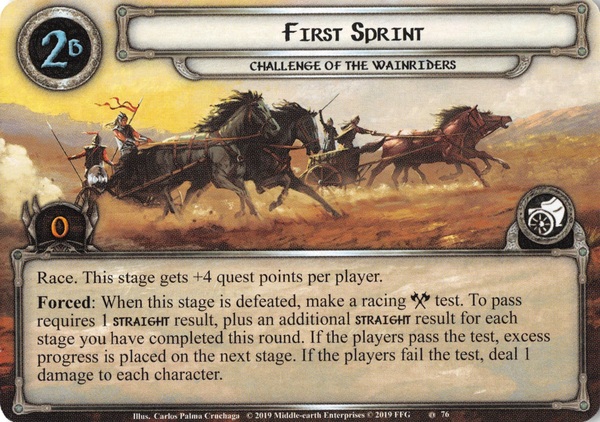 2B
FIRST SPRINT
CHALLENGE OF THE WAINRIDERS
0
Race. This stage gets +4 quest points per player.
Forced: When this stage is defeated, make a racing test. To pass
requires 1 STRAIGHT result, plus an additional STRAIGHT result for each
stage you have completed this round. If the players pass the test, excess
progress is placed on the next stage. If the players fail the test, deal 1
damage to each character.
Illus. Carlos Palma Cruchaga © 2019 Middle-earth Enterprises © 2019 FFG 76